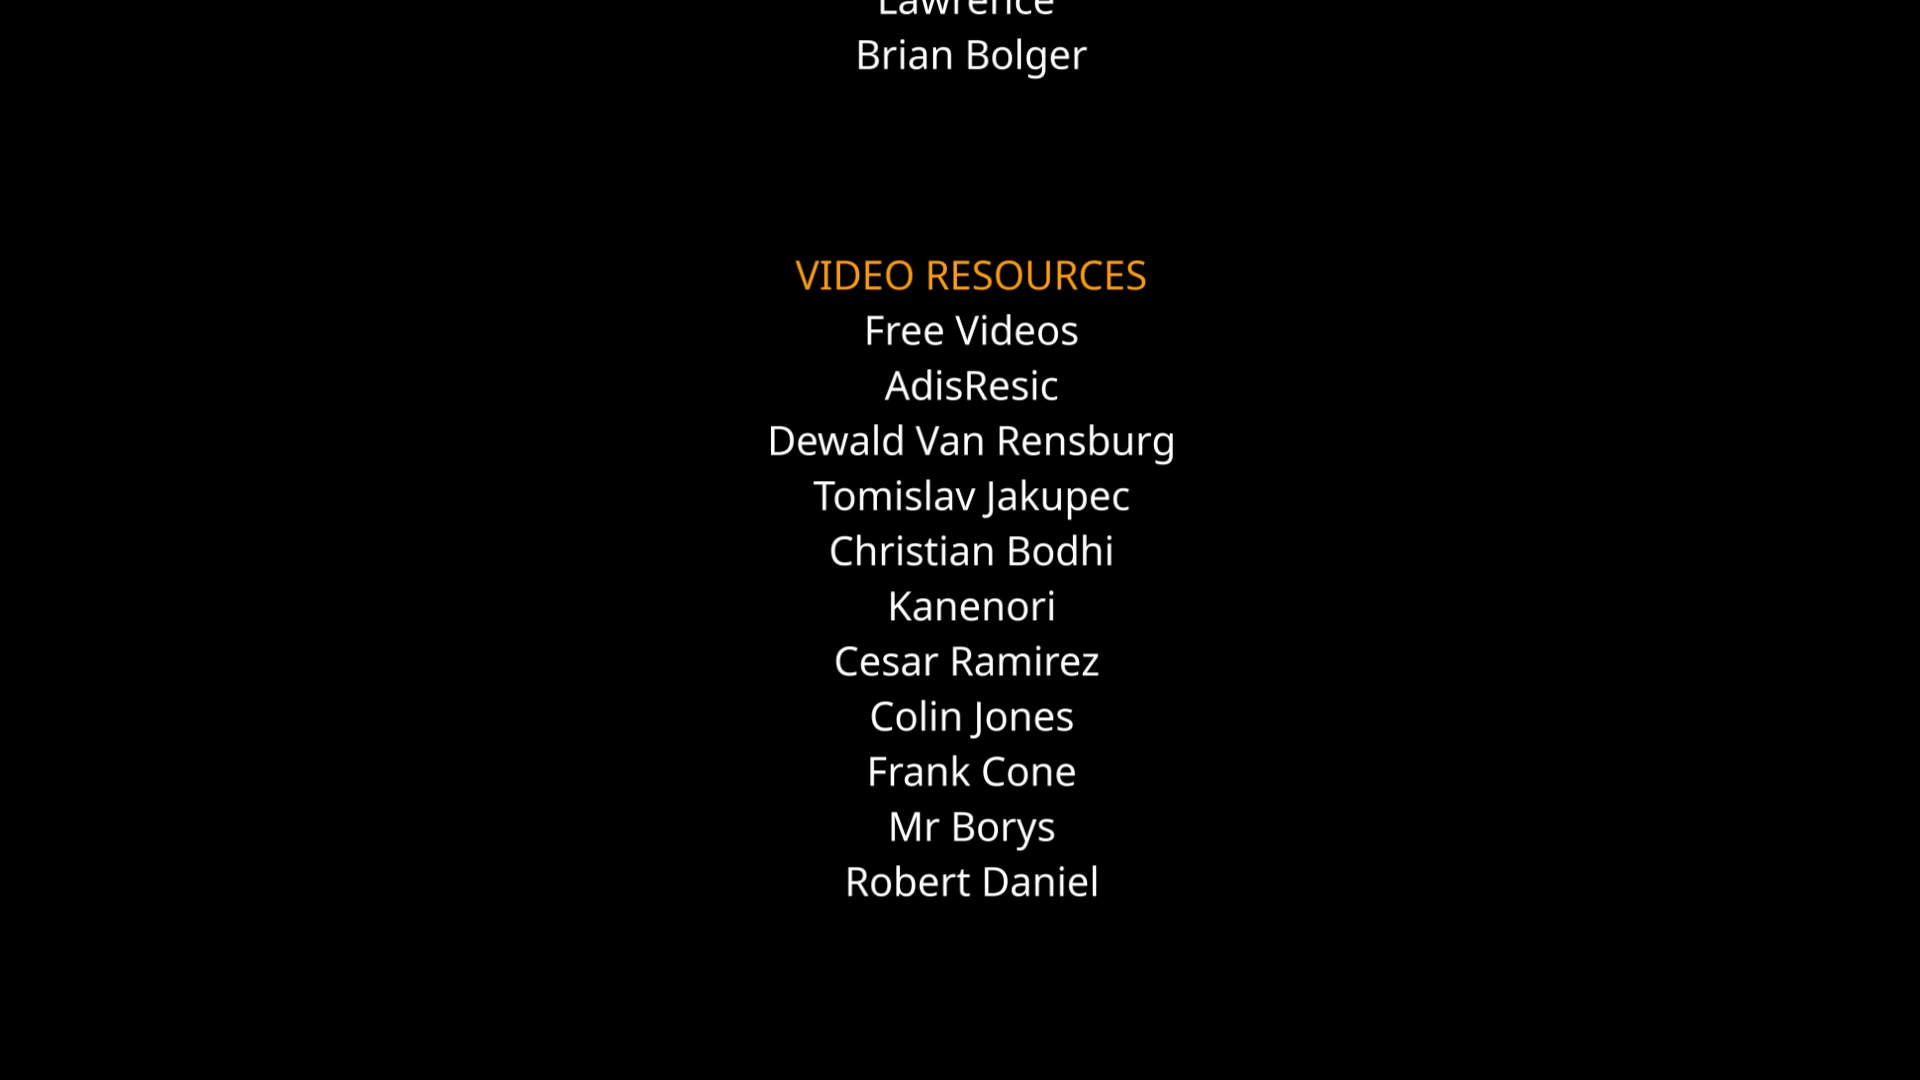 Lawrence
Brian Bolger
VIDEO RESOURCES
Free Videos
AdisResic
Dewald Van Rensburg
Tomislav Jakupec
Christian Bodhi
Kanenori
Cesar Ramirez
Colin Jones
Frank Cone
Mr Borys
Robert Daniel